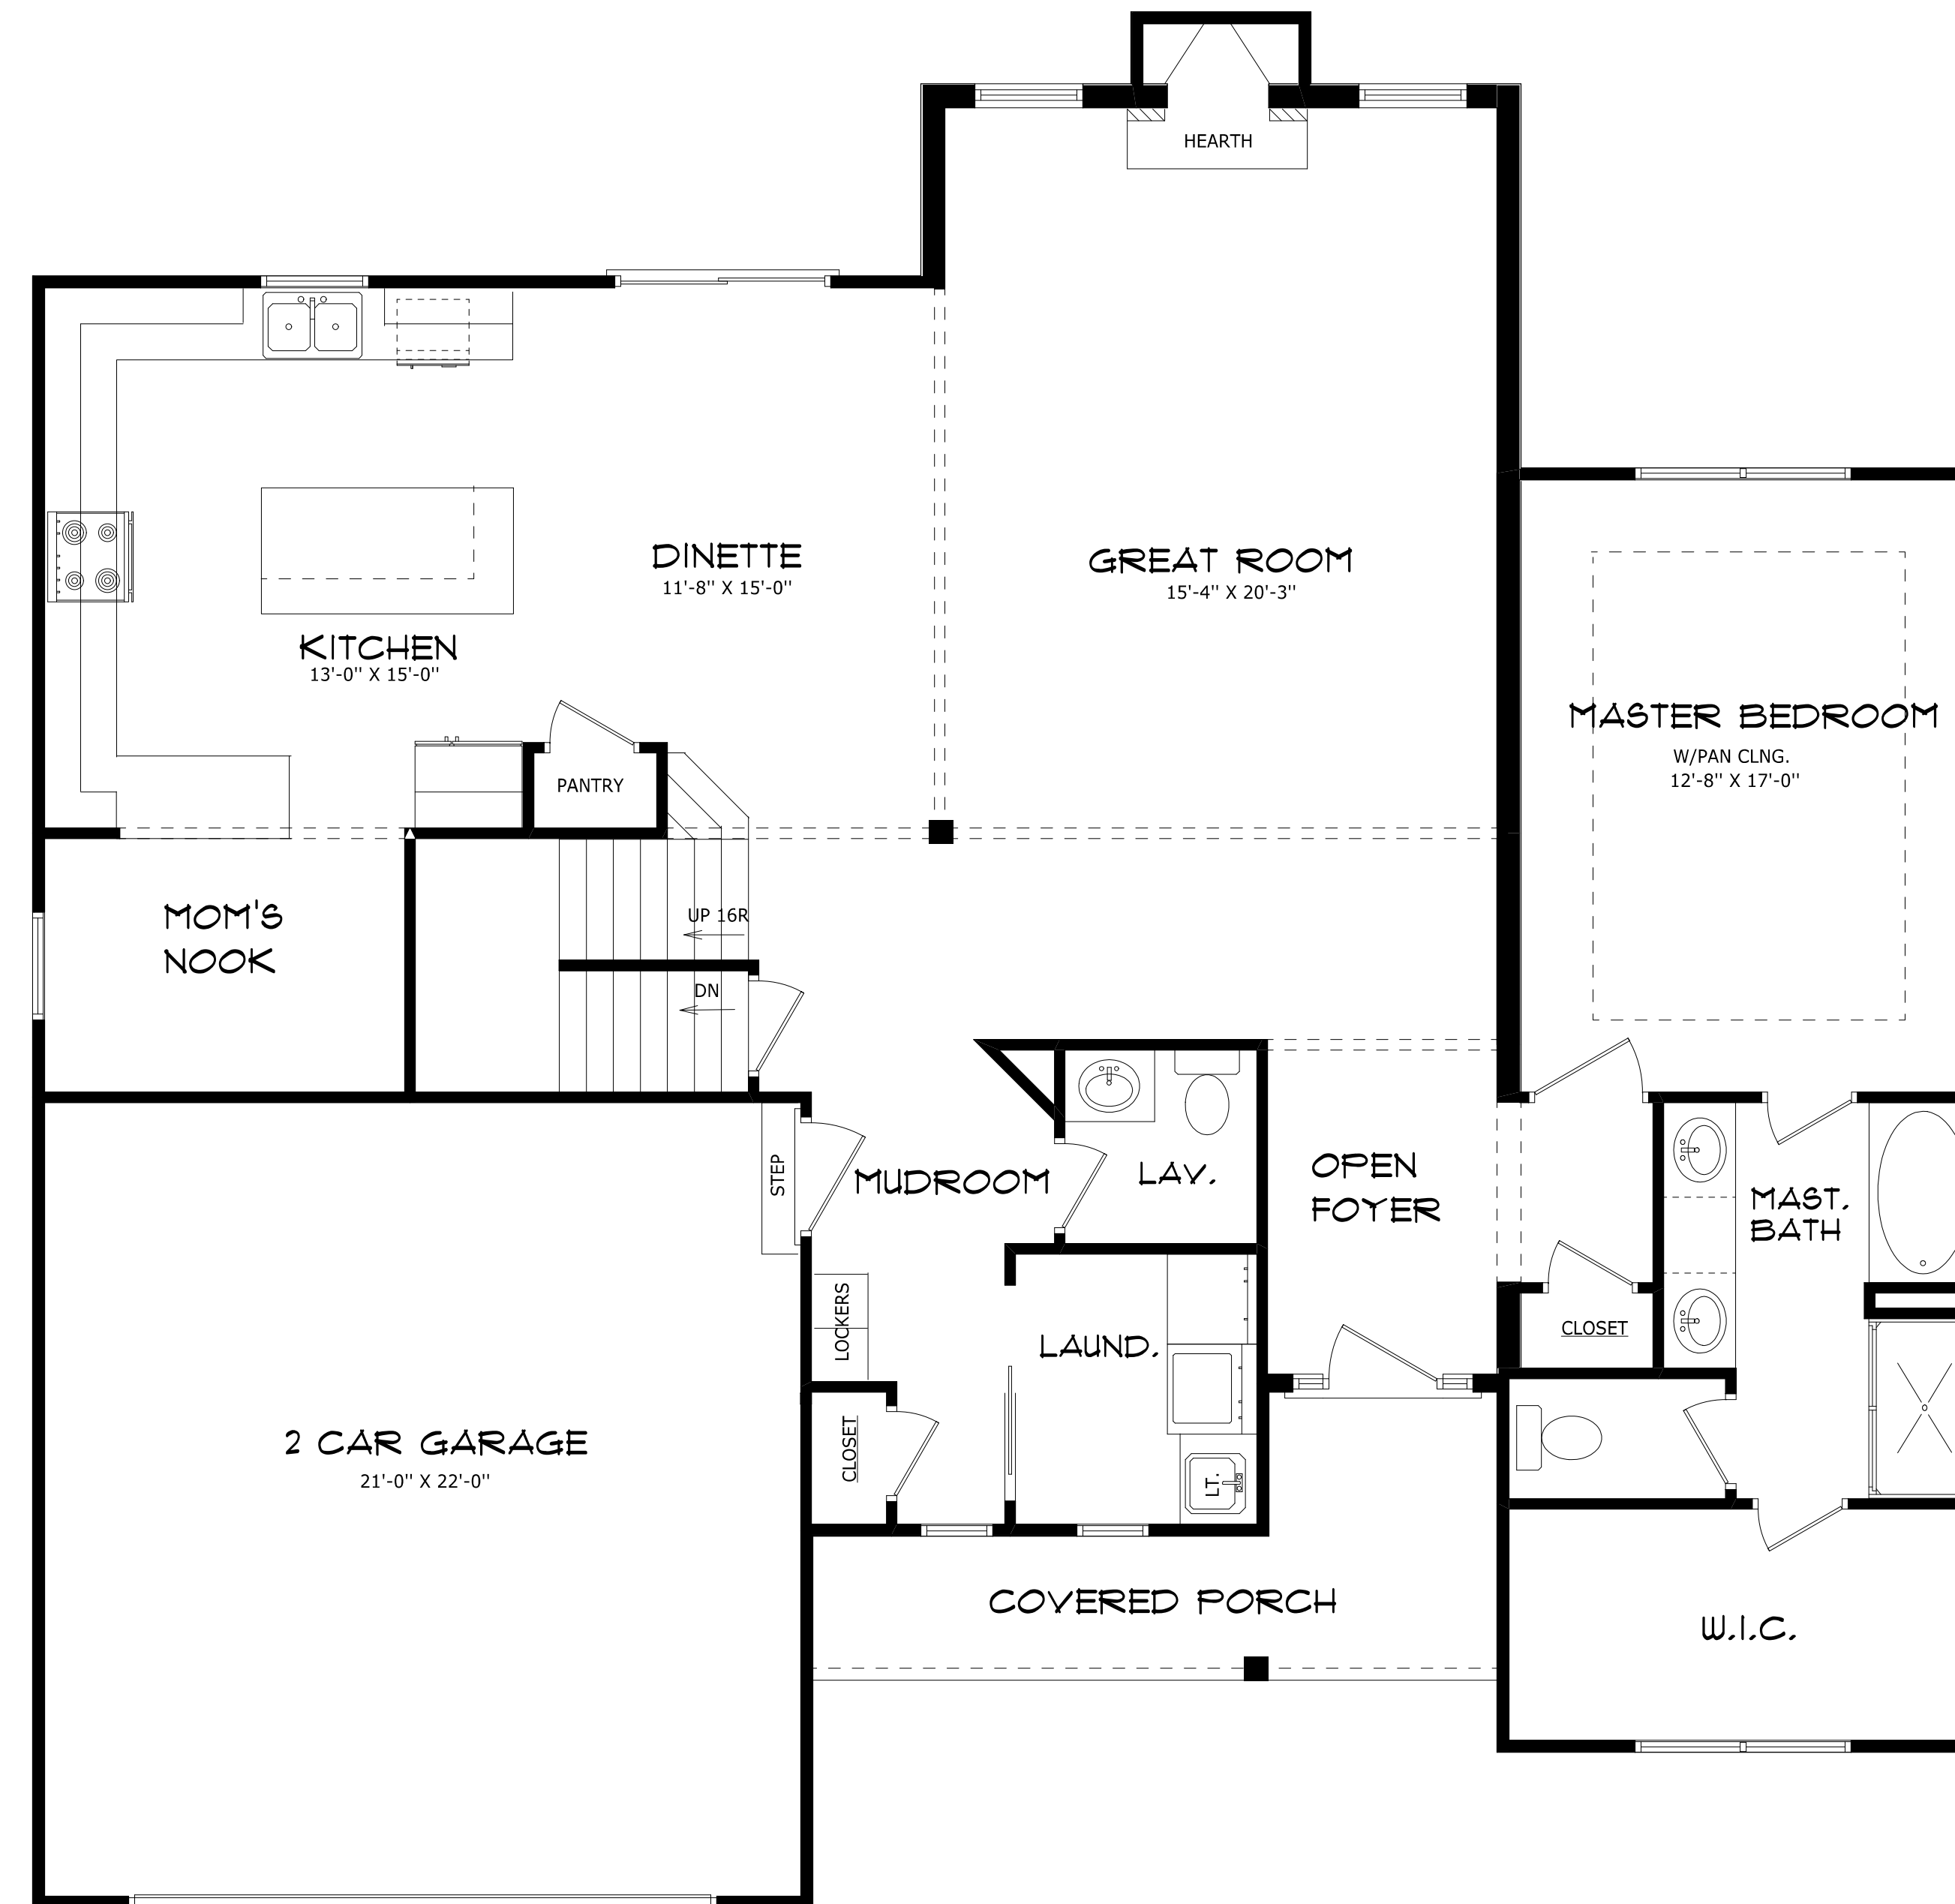 HEARTH
DINETTE
11'-8" X 15'-0"
GREAT ROOM
15'-4" X 20'-3"
KITCHEN
13'-0" X 15'-0"
MASTER BEDROOM
W/PAN CLNG.
12'-8" X 17'-0"
PANTRY
MOM'S
NOOK
UP 16R
DN
STEP
MUDROOM
LAV.
OPEN
FOYER
MAST.
BATH
LOCKERS
LAUND.
CLOSET
2 CAR GARAGE
21'-0" X 22'-0"
CLOSET
LT.
COVERED PORCH
W.I.C.